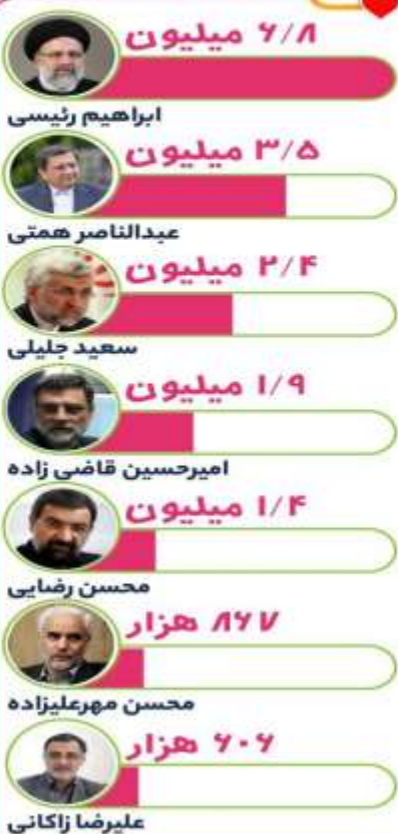 ۶/۸ میلیون
ابراهیم رئیسی
۳/۵ میلیون
عبدالناصر همتی
۲/۴ میلیون
سعید جلیلی
۱/۹ میلیون
امیرحسین قاضی زاده
۱/۴ میلیون
محسن رضایی
۸۶۷ هزار
محسن مهرعلیزاده
۶۰۶ هزار
علیرضا زاکانی